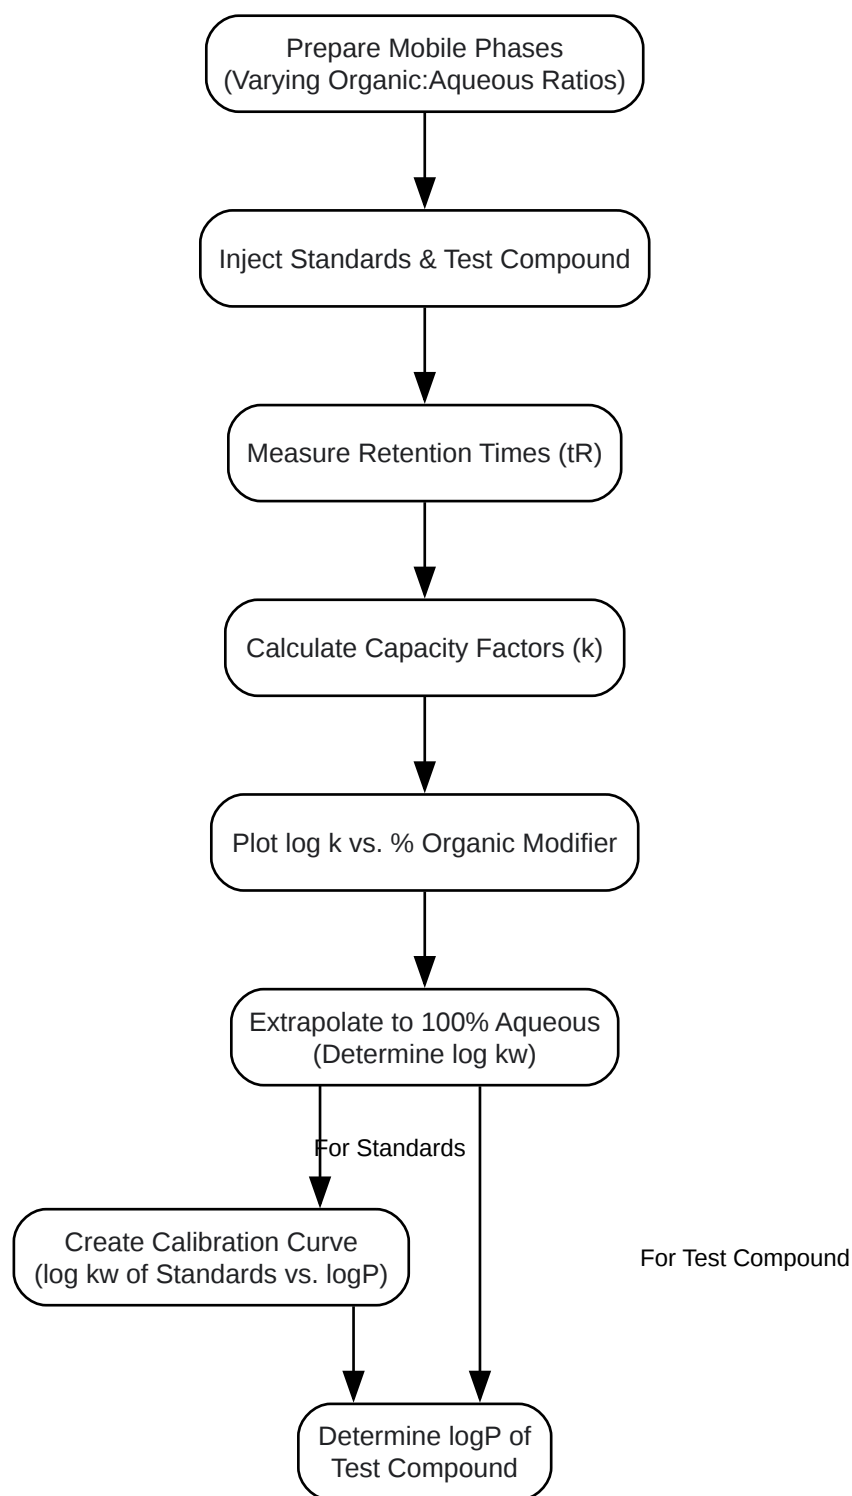 Prepare Mobile Phases
(Varying Organic:Aqueous Ratios)
Inject Standards & Test Compound
Measure Retention Times (tR)
Calculate Capacity Factors (k)
Plot log k vs. % Organic Modifier
Extrapolate to 100% Aqueous
(Determine log kw)
For Standards
Create Calibration Curve
(log kw of Standards vs. logP)
For Test Compound
Determine logP of
Test Compound